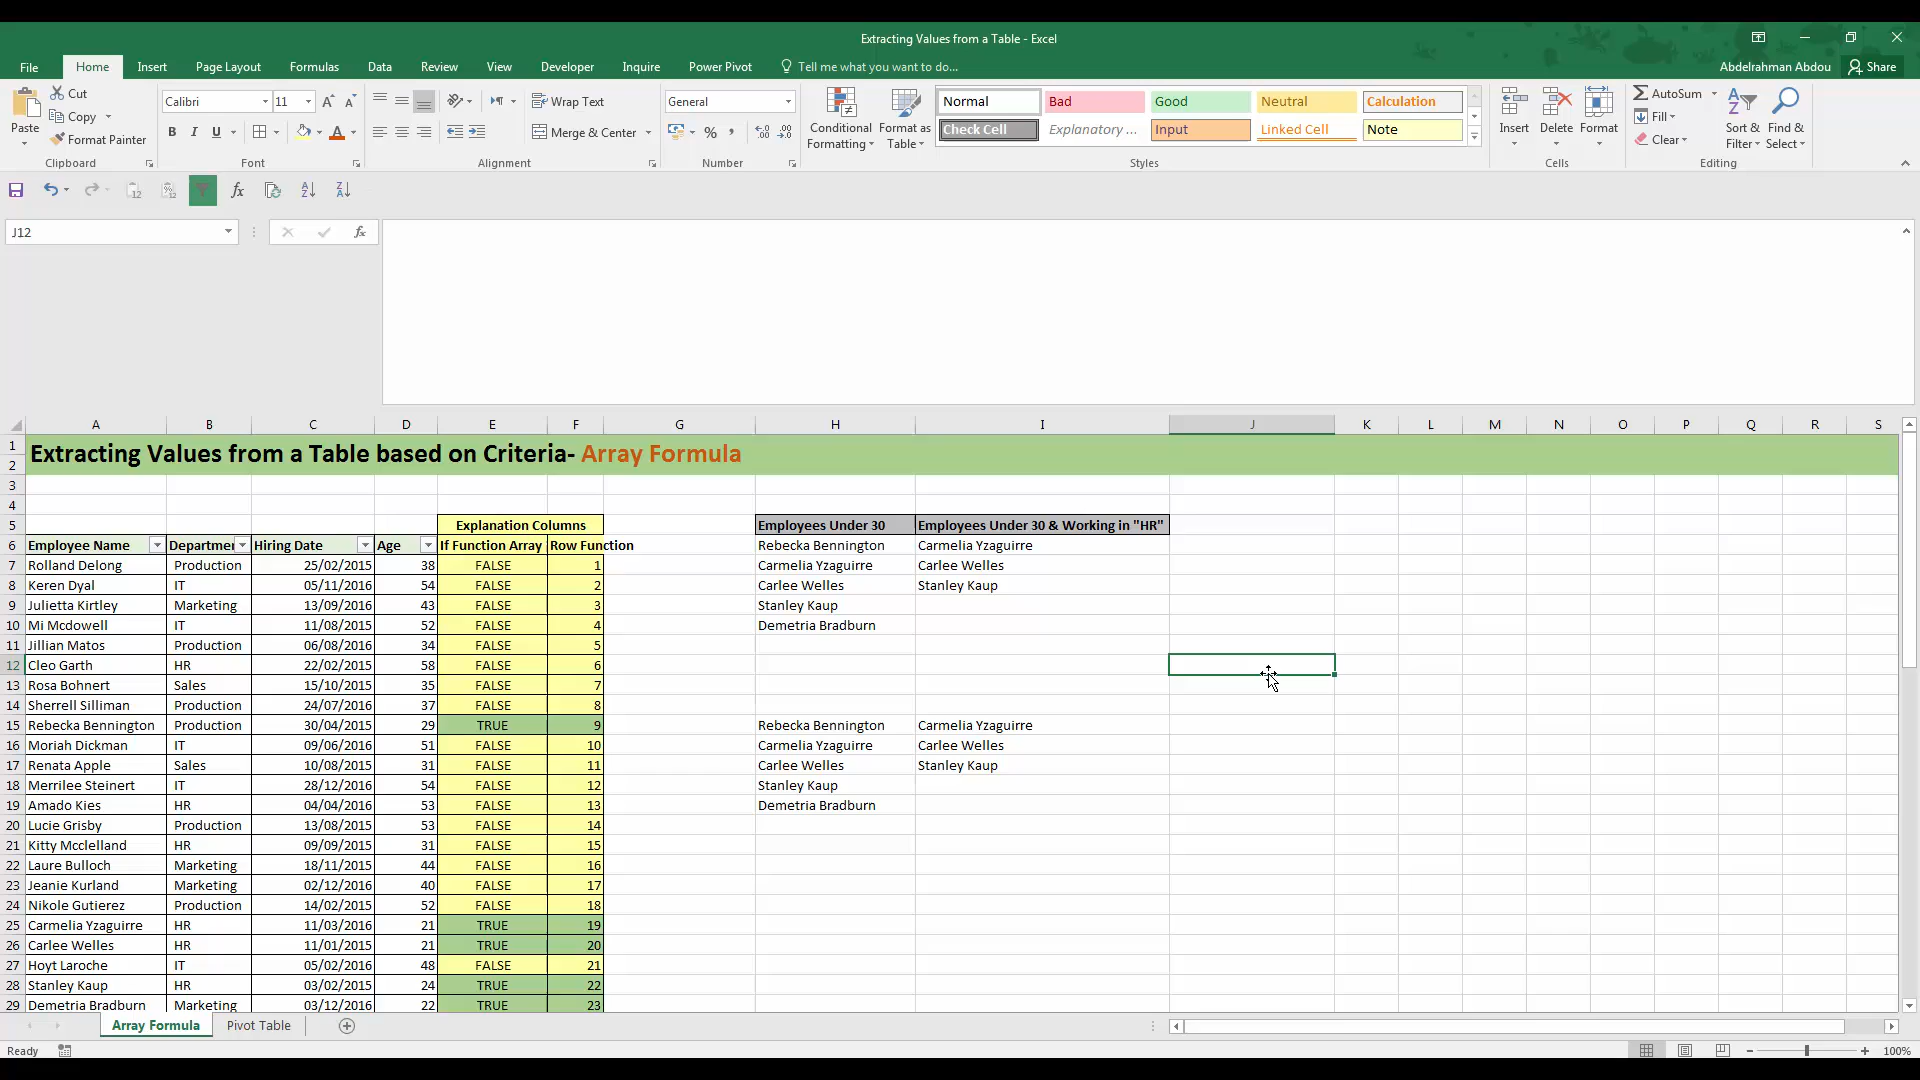 Extracting Values from a Table - Excel
File Home Insert Page Layout Formulas Data Review View Developer Inquire Power Pivot Tell me what you want to do... Abdelrahman Abdou Share
Cut
Copy
Format Painter
Paste
Clipboard
Calibri 11
B I U
Font
Wrap Text
Merge & Center
Alignment
General
%
Number
Conditional Formatting
Format as Table
Normal Bad Good Neutral Calculation
Check Cell Explanatory ... Input Linked Cell Note
Styles
Insert Delete Format
Cells
AutoSum
Fill
Clear
Sort & Filter
Find & Select
Editing
J12
fx
A B C D E F G H I J K L M N O P Q R S
1 Extracting Values from a Table based on Criteria- Array Formula
2
3
4
5 Explanation Columns Employees Under 30 Employees Under 30 & Working in "HR"
6 Employee Name Departmen Hiring Date Age If Function Array Row Function Rebecka Bennington Carmelia Yzaguirre
7 Rolland Delong Production 25/02/2015 38 FALSE 1 Carmelia Yzaguirre Carlee Welles
8 Keren Dyal IT 05/11/2016 54 FALSE 2 Carlee Welles Stanley Kaup
9 Julietta Kirtley Marketing 13/09/2016 43 FALSE 3 Stanley Kaup
10 Mi Mcdowell IT 11/08/2016 52 FALSE 4 Demetria Bradburn
11 Jillian Matos Production 06/08/2016 34 FALSE 5
12 Cleo Garth HR 22/02/2015 58 FALSE 6
13 Rosa Bohnert Sales 15/10/2015 35 FALSE 7
14 Sherrell Silliman Production 24/07/2016 37 FALSE 8
15 Rebecka Bennington Production 30/04/2015 29 TRUE 9 Rebecka Bennington Carmelia Yzaguirre
16 Moriah Dickman IT 09/06/2016 51 FALSE 10 Carmelia Yzaguirre Carlee Welles
17 Renata Apple Sales 10/08/2015 31 FALSE 11 Carlee Welles Stanley Kaup
18 Merrilee Steinert IT 28/12/2016 54 FALSE 12 Stanley Kaup
19 Amado Kies HR 04/04/2016 53 FALSE 13 Demetria Bradburn
20 Lucie Grisby Production 13/08/2015 53 FALSE 14
21 Kitty Mcclelland HR 09/09/2015 31 FALSE 15
22 Laure Bulloch Marketing 18/11/2015 44 FALSE 16
23 Jeanie Kurland Marketing 02/12/2016 40 FALSE 17
24 Nikole Gutierez Production 14/02/2015 52 FALSE 18
25 Carmelia Yzaguirre HR 11/03/2016 21 TRUE 19
26 Carlee Welles HR 11/01/2015 21 TRUE 20
27 Hoyt Laroche IT 05/02/2016 48 FALSE 21
28 Stanley Kaup HR 03/02/2015 24 TRUE 22
29 Demetria Bradburn Marketing 03/12/2016 22 TRUE 23
Array Formula Pivot Table
Ready 100%